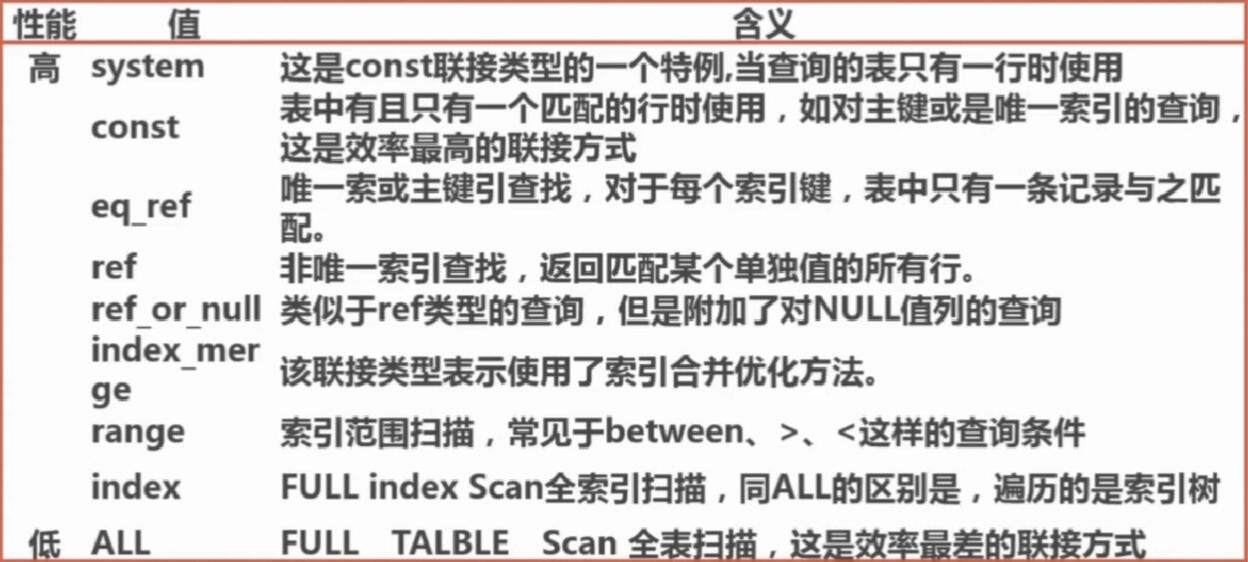 性能 值 含义
高 system 这是const联接类型的一个特例,当查询的表只有一行时使用
const 表中有且只有一个匹配的行时使用，如对主键或是唯一索引的查询，
这是效率最高的联接方式
eq_ref 唯一索或主键引查找，对于每个索引键，表中只有一条记录与之匹
配。
ref 非唯一索引查找，返回匹配某个单独值的所有行。
ref_or_null 类似于ref类型的查询，但是附加了对NULL值列的查询
index_mer
ge 该联接类型表示使用了索引合并优化方法。
range 索引范围扫描，常见于between、>、<这样的查询条件
index FULL index Scan全索引扫描，同ALL的区别是，遍历的是索引树
低 ALL FULL TALBLE Scan 全表扫描，这是效率最差的联接方式